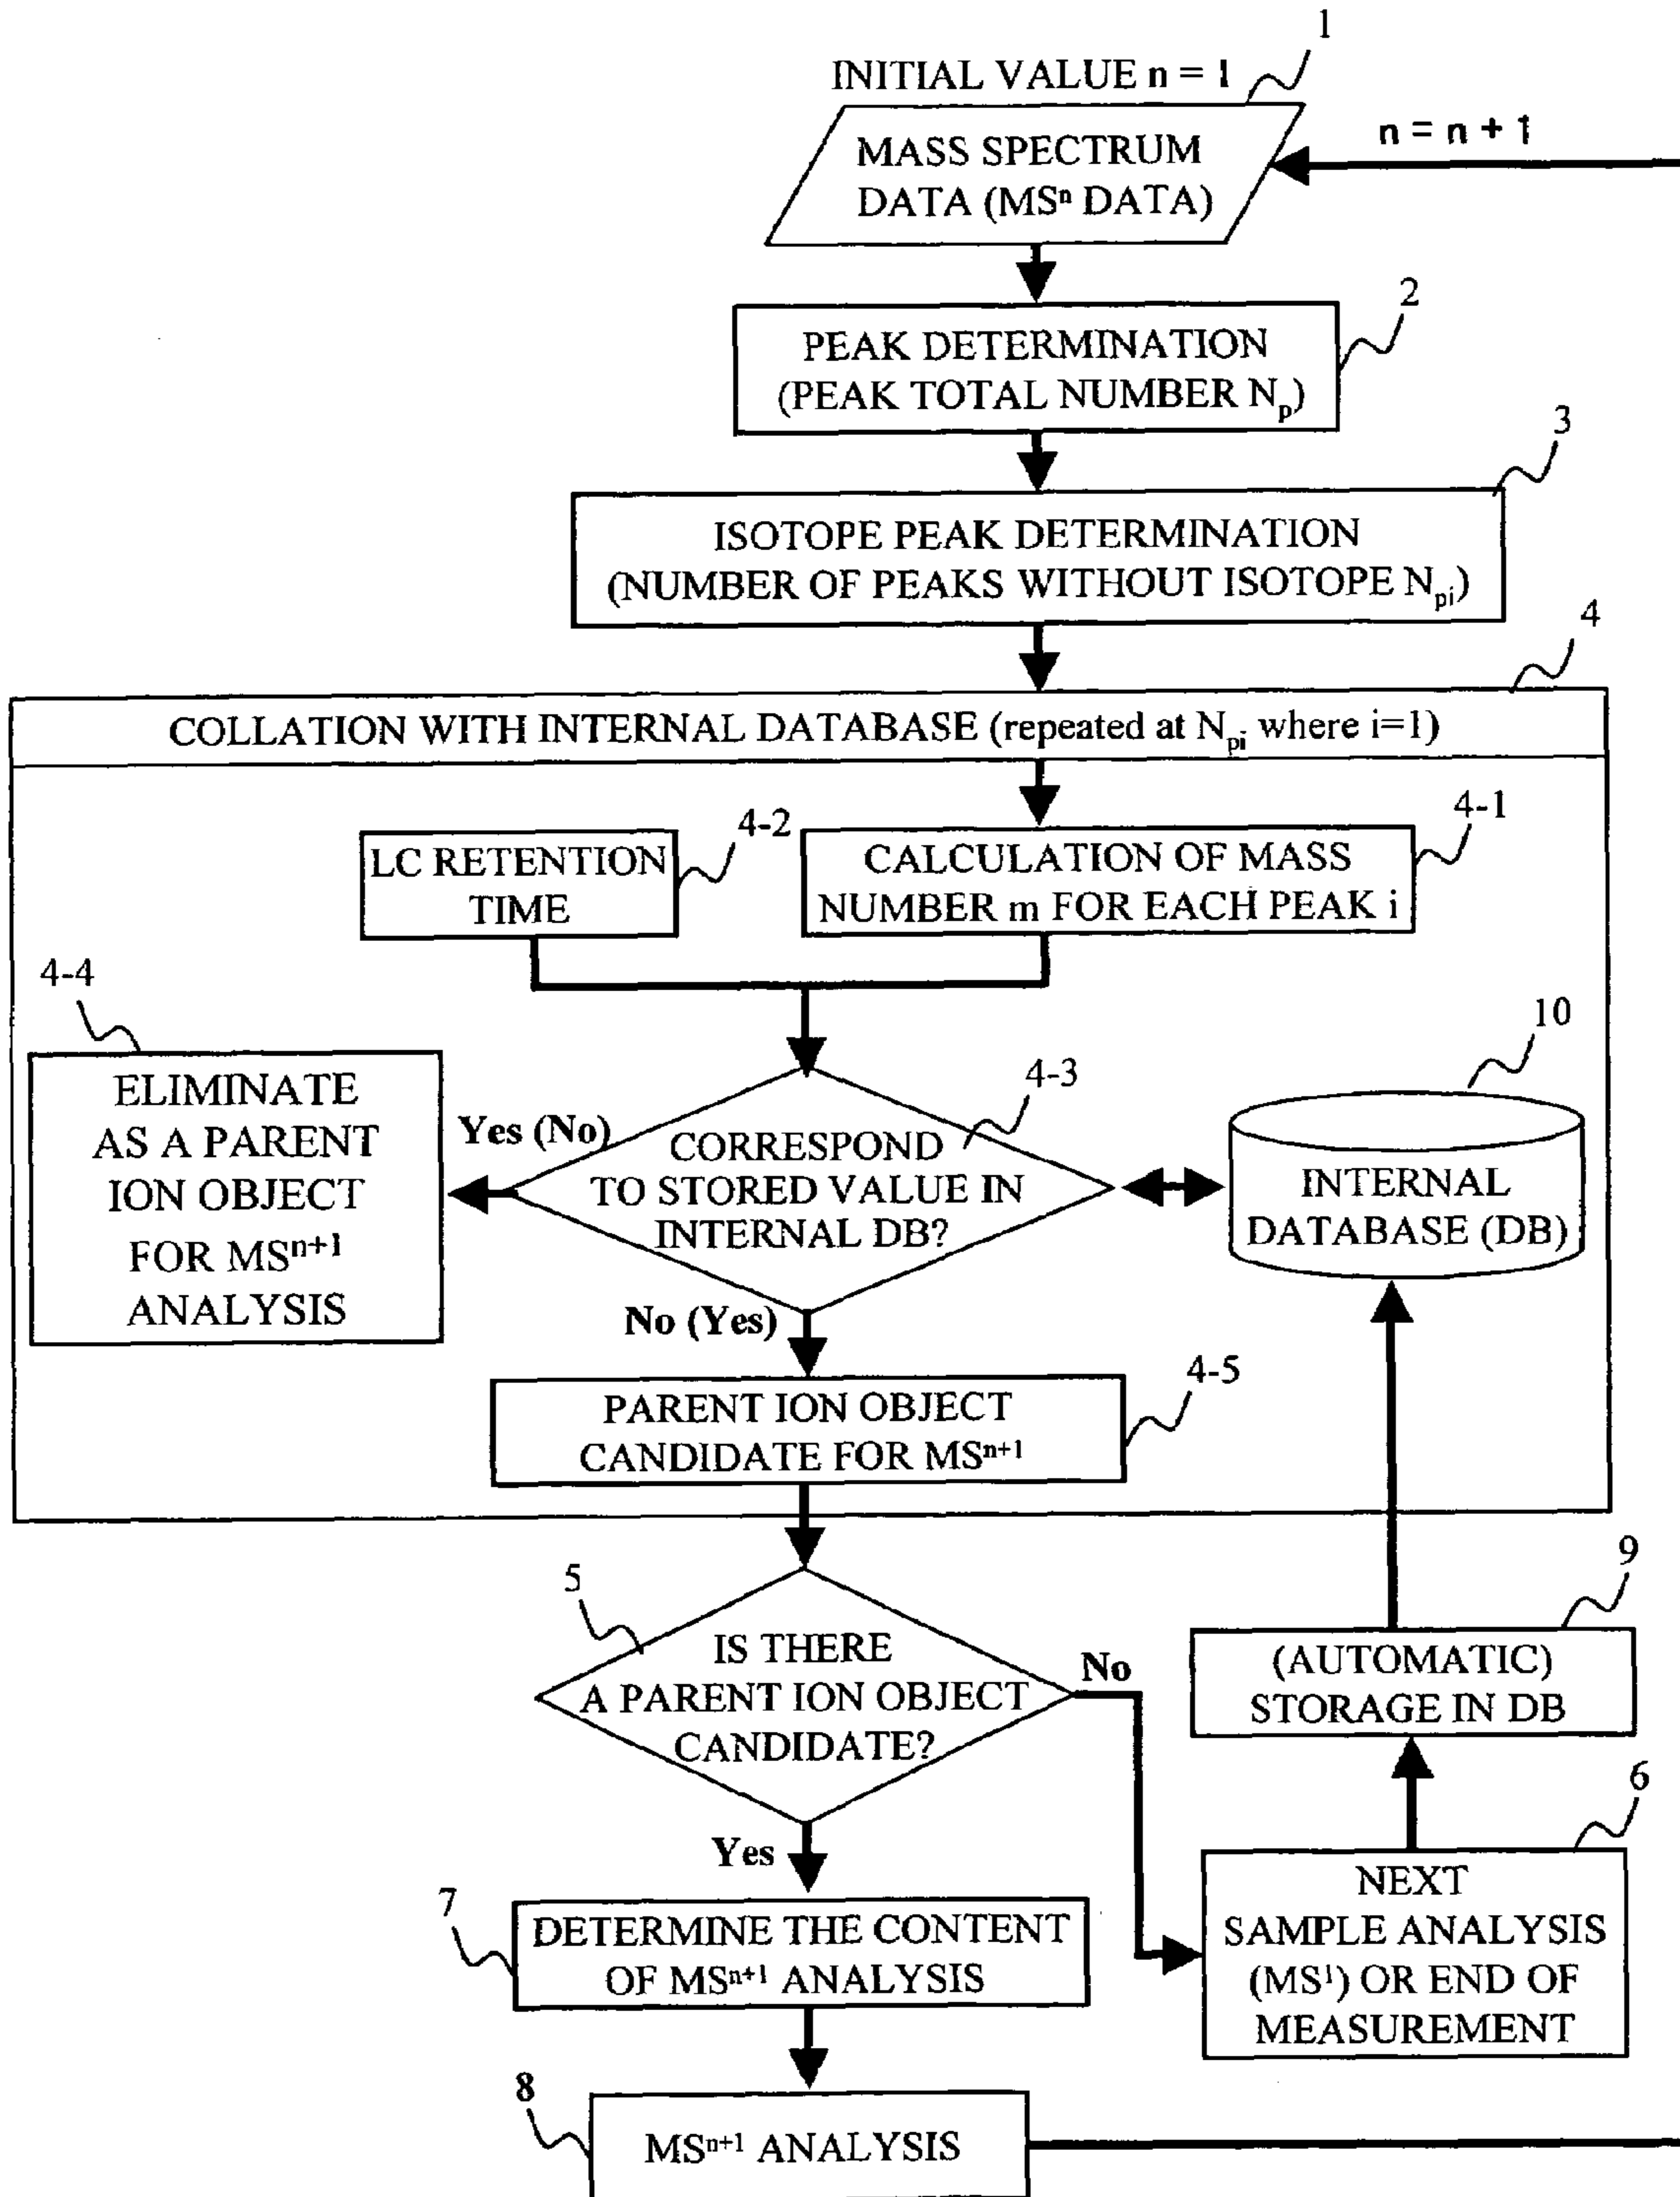 1
INITIAL VALUE n = 1
n = n + 1
MASS SPECTRUM
DATA (MSⁿ DATA)
2
PEAK DETERMINATION
(PEAK TOTAL NUMBER Np)
3
ISOTOPE PEAK DETERMINATION
(NUMBER OF PEAKS WITHOUT ISOTOPE Npi)
4
COLLATION WITH INTERNAL DATABASE (repeated at Npi where i=1)
4-2
4-1
LC RETENTION
TIME
CALCULATION OF MASS
NUMBER m FOR EACH PEAK i
4-4
10
ELIMINATE
AS A PARENT
ION OBJECT
FOR MSⁿ⁺¹
ANALYSIS
Yes (No)
4-3
CORRESPOND
TO STORED VALUE IN
INTERNAL DB?
INTERNAL
DATABASE (DB)
No (Yes)
4-5
PARENT ION OBJECT
CANDIDATE FOR MSⁿ⁺¹
5
IS THERE
A PARENT ION OBJECT
CANDIDATE?
No
9
(AUTOMATIC)
STORAGE IN DB
6
Yes
NEXT
SAMPLE ANALYSIS
(MS¹) OR END OF
MEASUREMENT
7
DETERMINE THE CONTENT
OF MSⁿ⁺¹ ANALYSIS
8
MSⁿ⁺¹ ANALYSIS